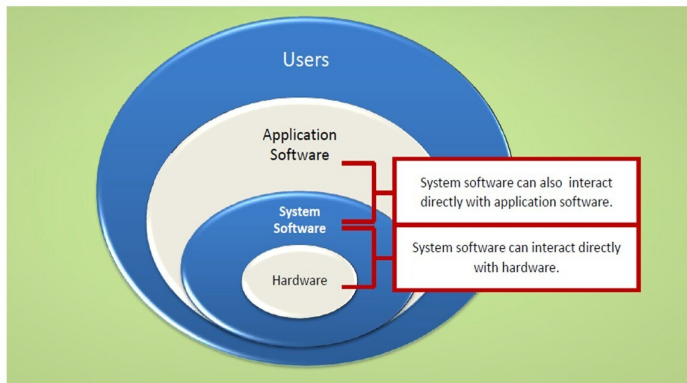 Users
Application
Software
System software can also interact
directly with application software.
System
Software
System software can interact directly
with hardware.
Hardware